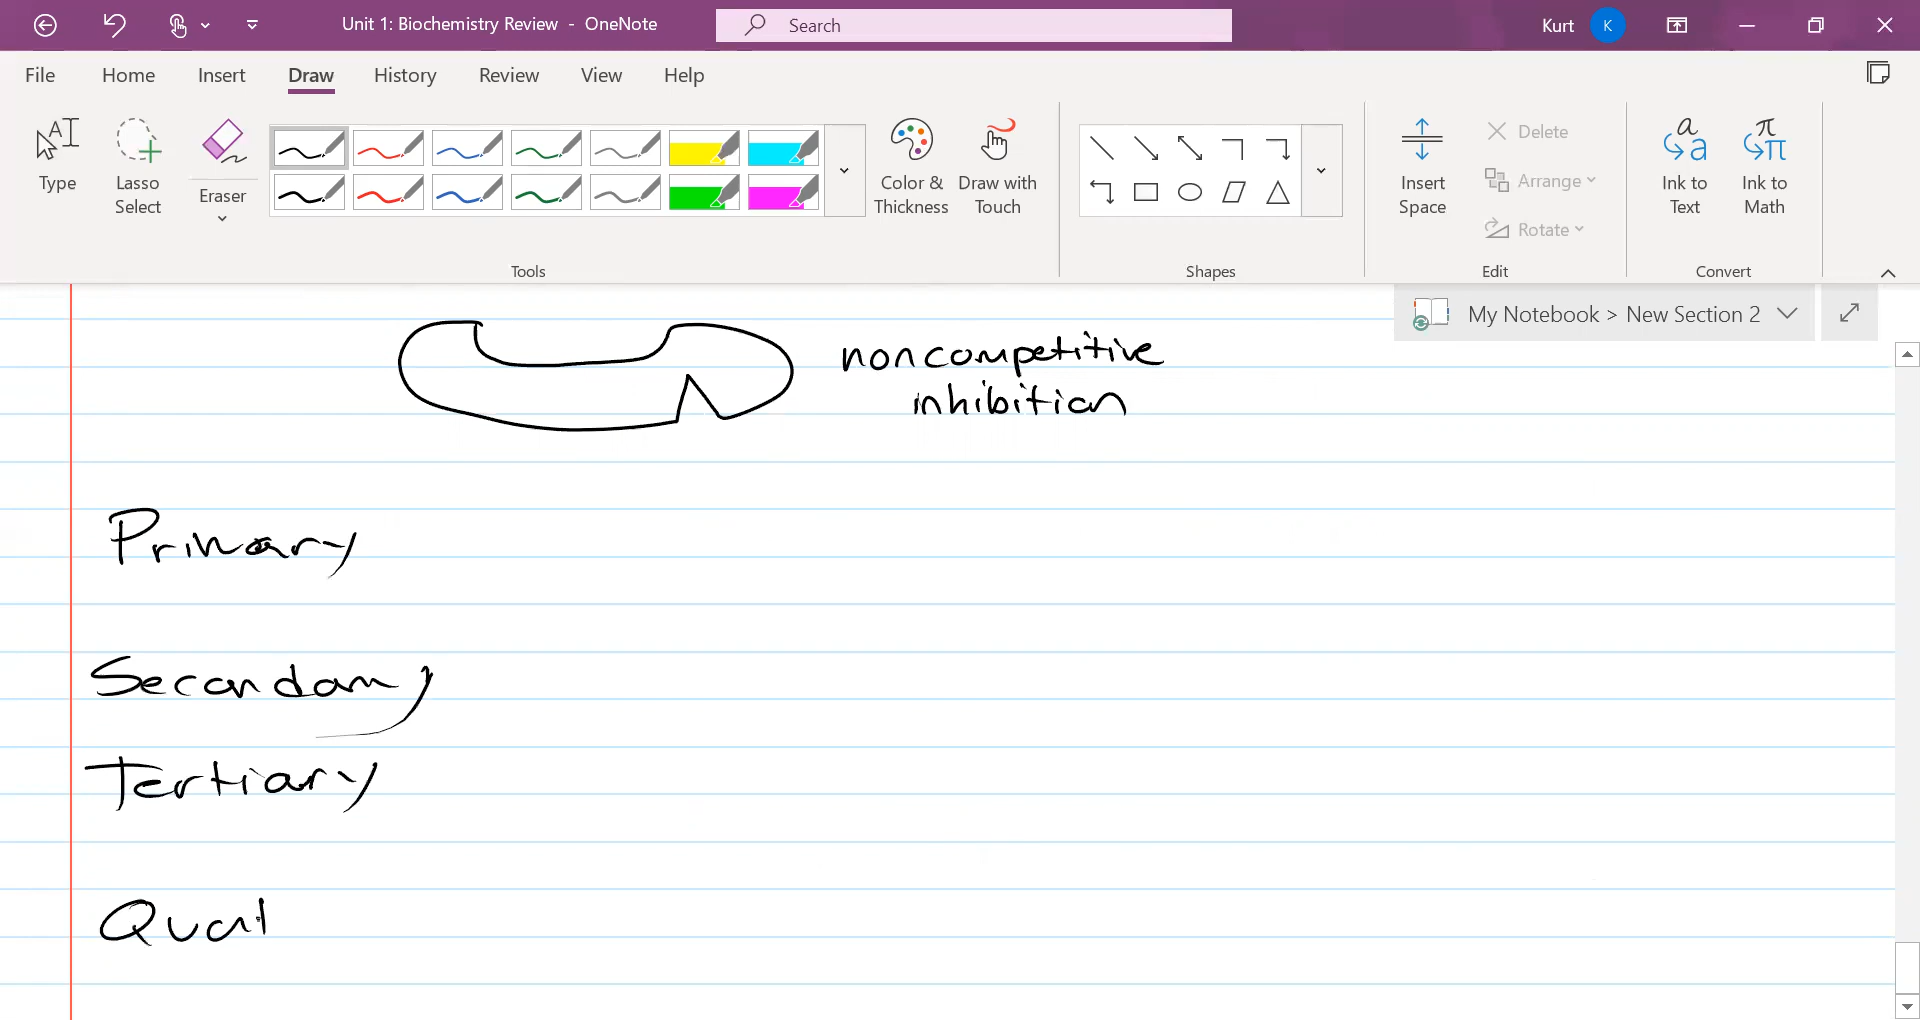 Unit 1: Biochemistry Review - OneNote
Search
Kurt
K
File Home Insert Draw History Review View Help
Type
Lasso Select
Eraser
Color & Thickness
Draw with Touch
Insert Space
Delete
Arrange
Rotate
Ink to Text
Ink to Math
Tools
Shapes
Edit
Convert
My Notebook > New Section 2
noncompetitive
inhibition
Primary
Secondary
Tertiary
Quat